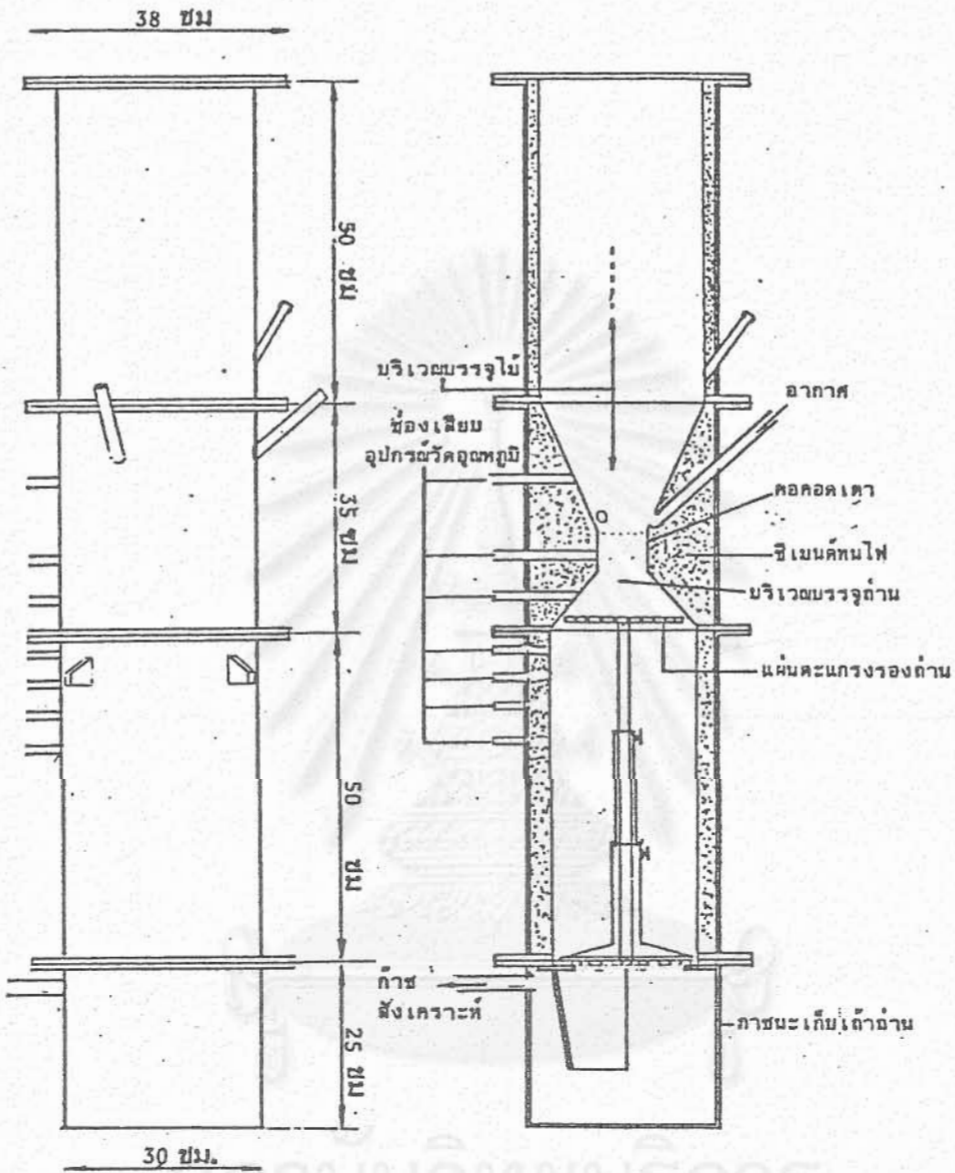 38 ซม
50 ซม
35 ซม
50 ซม
25 ซม
30 ซม.
บริเวณบรรจุไม้
ช่องเสียบ
อุปกรณ์วัดอุณหภูมิ
อากาศ
คอคอดเตา
ซีเมนต์ทนไฟ
บริเวณบรรจุถ่าน
แผ่นตะแกรงรองถ่าน
ก๊าซ
สังเคราะห์
ภาชนะเก็บเถ้าถ่าน